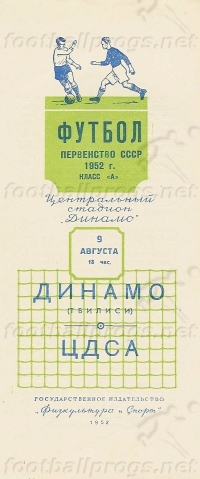 footballprogs.net
ФУТБОЛ
ПЕРВЕНСТВО СССР
1952 г.
КЛАСС «А»
Центральный
стадион
„Динамо"
9
АВГУСТА
18 час.
ДИНАМО
(ТБИЛИСИ)
ЦДСА
ГОСУДАРСТВЕННОЕ ИЗДАТЕЛЬСТВО
„Физкультура и Спорт"
1952
footballprogs.net